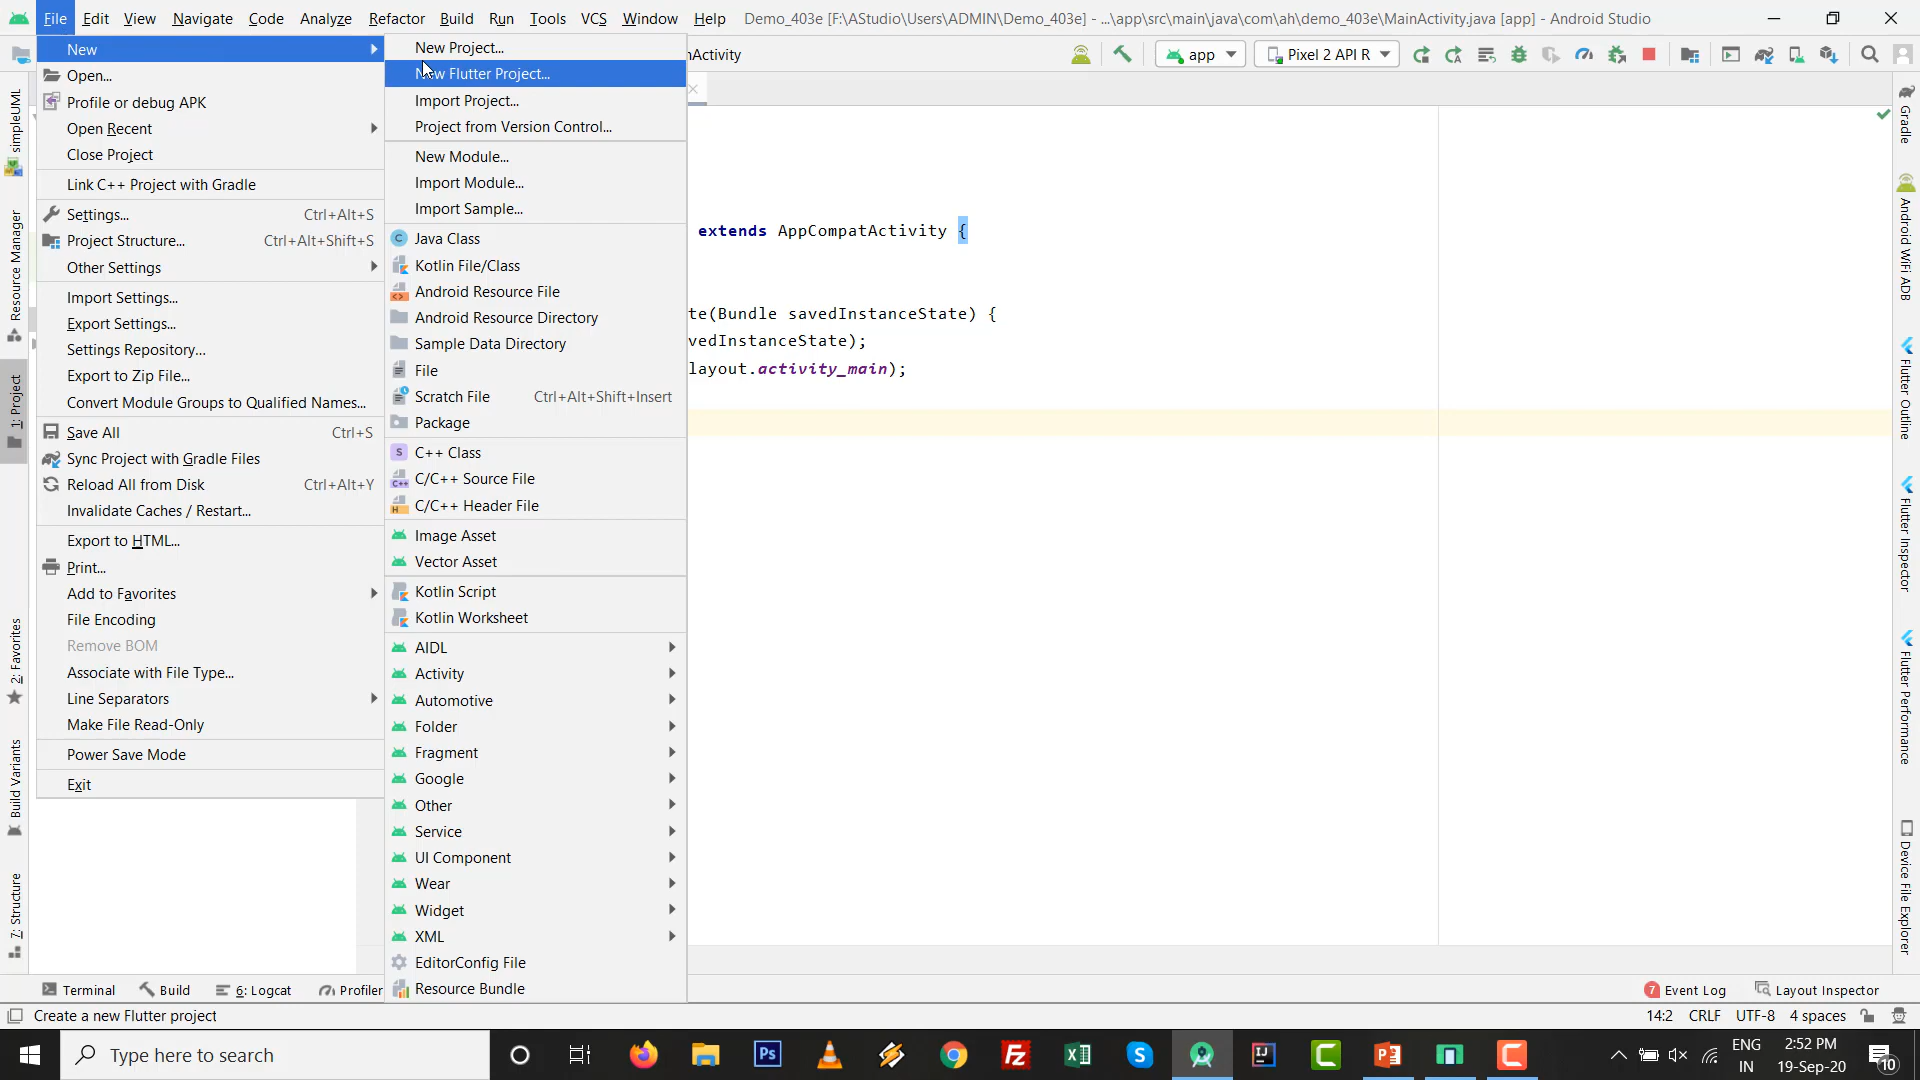 File Edit View Navigate Code Analyze Refactor Build Run Tools VCS Window Help Demo_403e [F:\AStudio\Users\ADMIN\Demo_403e] - ...\app\src\main\java\com\ah\demo_403e\MainActivity.java [app] - Android Studio
nActivity app Pixel 2 API R
New
Open...
Profile or debug APK
Open Recent
Close Project
Link C++ Project with Gradle
Settings... Ctrl+Alt+S
Project Structure... Ctrl+Alt+Shift+S
Other Settings
Import Settings...
Export Settings...
Settings Repository...
Export to Zip File...
Convert Module Groups to Qualified Names...
Save All Ctrl+S
Sync Project with Gradle Files
Reload All from Disk Ctrl+Alt+Y
Invalidate Caches / Restart...
Export to HTML...
Print...
Add to Favorites
File Encoding
Remove BOM
Associate with File Type...
Line Separators
Make File Read-Only
Power Save Mode
Exit
New Project...
New Flutter Project...
Import Project...
Project from Version Control...
New Module...
Import Module...
Import Sample...
Java Class
Kotlin File/Class
Android Resource File
Android Resource Directory
Sample Data Directory
File
Scratch File Ctrl+Alt+Shift+Insert
Package
C++ Class
C/C++ Source File
C/C++ Header File
Image Asset
Vector Asset
Kotlin Script
Kotlin Worksheet
AIDL
Activity
Automotive
Folder
Fragment
Google
Other
Service
UI Component
Wear
Widget
XML
EditorConfig File
Resource Bundle
extends AppCompatActivity {
te(Bundle savedInstanceState) {
vedInstanceState);
layout.activity_main);
simpleUML
Resource Manager
1: Project
2: Favorites
Build Variants
7: Structure
Gradle
Android WiFi ADB
Flutter Outline
Flutter Inspector
Flutter Performance
Device File Explorer
Terminal Build 6: Logcat Profiler 7 Event Log Layout Inspector
Create a new Flutter project 14:2 CRLF UTF-8 4 spaces
Type here to search
ENG
IN
2:52 PM
19-Sep-20
10